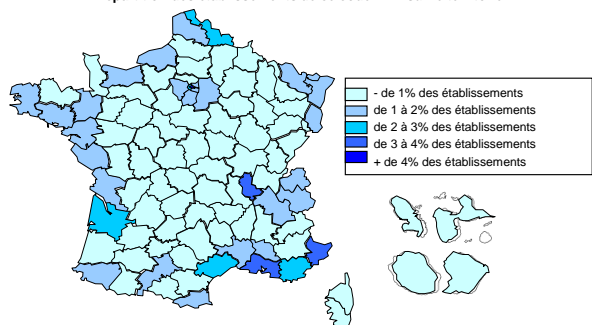 - de 1% des établissements
de 1 à 2% des établissements
de 2 à 3% des établissements
de 3 à 4% des établissements
+ de 4% des établissements